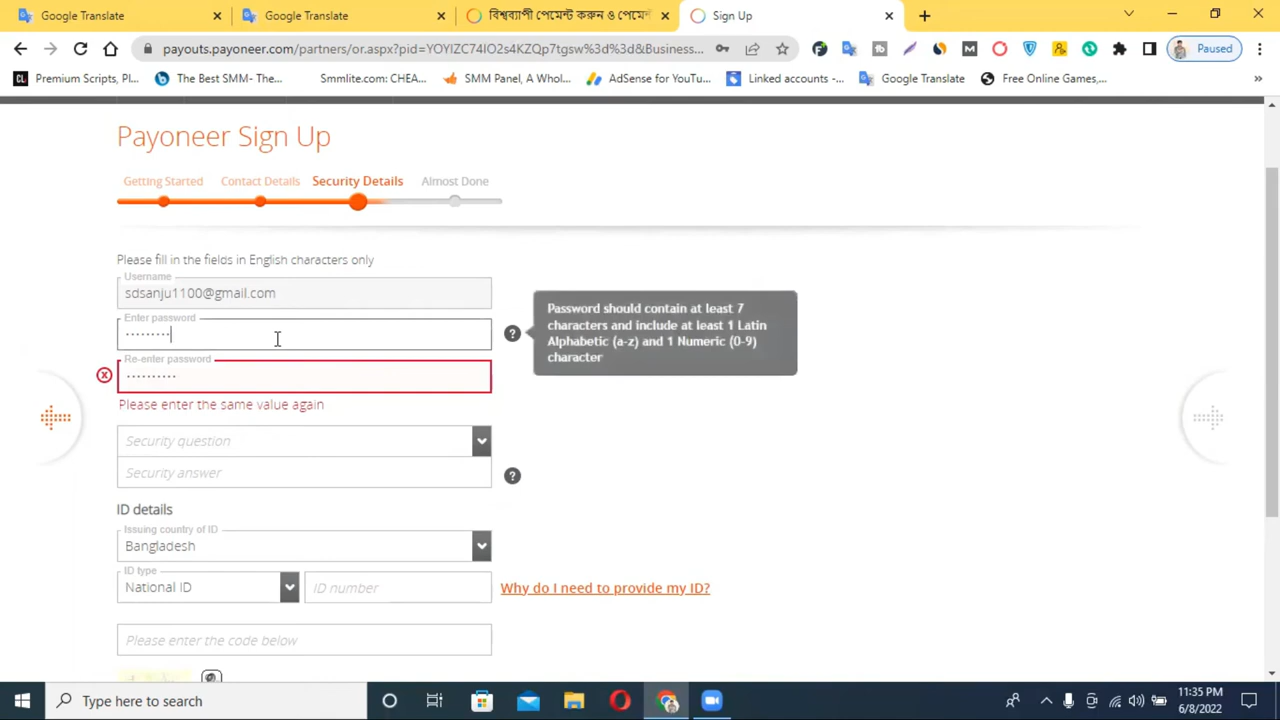 Google Translate
Google Translate
বিশ্বব্যাপী পেমেন্ট করুন ও পেমে
Sign Up
payouts.payoneer.com/partners/or.aspx?pid=YOYIZC74IO2s4KZQp7tgsw%3d%3d&Business...
Paused
Premium Scripts, Pl...
The Best SMM- The...
Smmlite.com: CHEA...
SMM Panel, A Whol...
AdSense for YouTu...
Linked accounts -...
Google Translate
Free Online Games,...
»
Payoneer Sign Up
Getting Started
Contact Details
Security Details
Almost Done
Please fill in the fields in English characters only
Username
sdsanju1100@gmail.com
Enter password
Password should contain at least 7
characters and include at least 1 Latin
Alphabetic (a-z) and 1 Numeric (0-9)
character
Re-enter password
Please enter the same value again
Security question
Security answer
ID details
Issuing country of ID
Bangladesh
ID type
National ID
ID number
Why do I need to provide my ID?
Please enter the code below
Type here to search
11:35 PM
6/8/2022